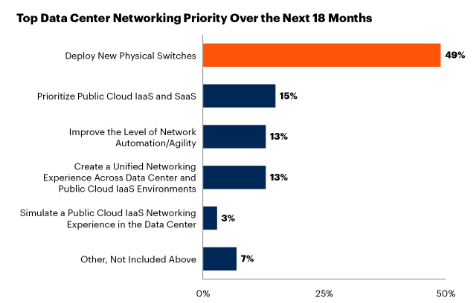 Top Data Center Networking Priority Over the Next 18 Months
Deploy New Physical Switches
49%
Prioritize Public Cloud IaaS and SaaS
15%
Improve the Level of Network
Automation/Agility
13%
Create a Unified Networking
Experience Across Data Center and
Public Cloud IaaS Environments
13%
Simulate a Public Cloud IaaS Networking
Experience in the Data Center
3%
Other, Not Included Above
7%
0%
25%
50%